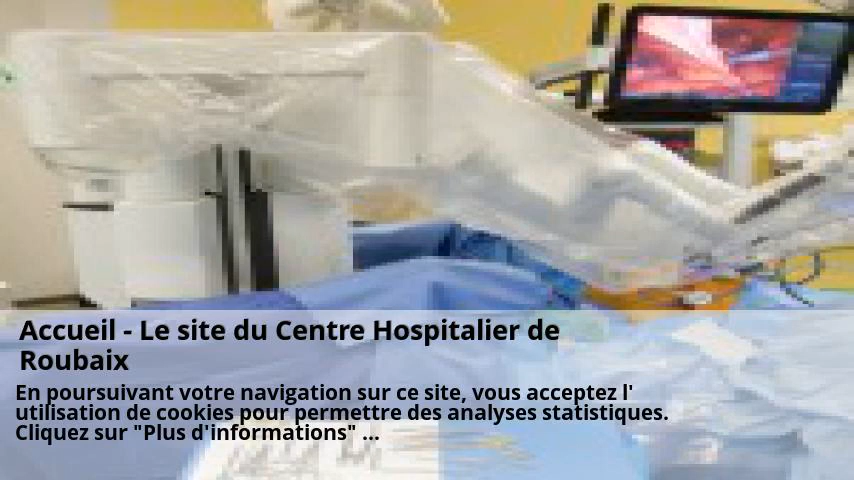 Accueil - Le site du Centre Hospitalier de
Roubaix
En poursuivant votre navigation sur ce site, vous acceptez l'
utilisation de cookies pour permettre des analyses statistiques.
Cliquez sur "Plus d'informations" ...